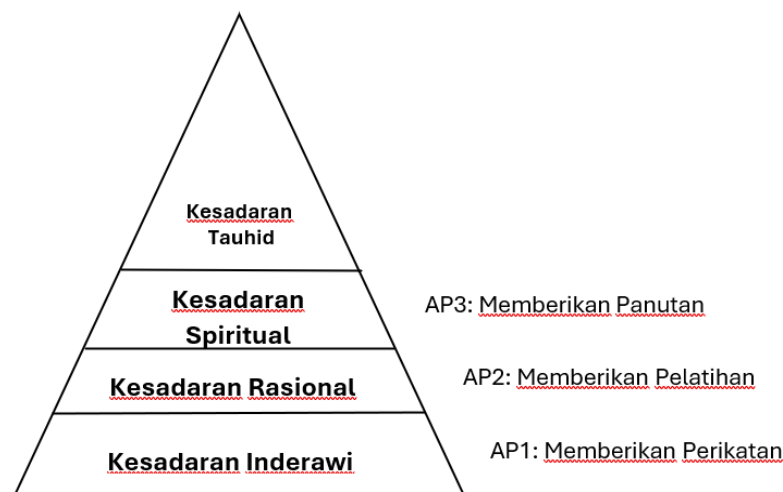 Kesadaran
Tauhid
Kesadaran
Spiritual
AP3: Memberikan Panutan
Kesadaran Rasional
AP2: Memberikan Pelatihan
Kesadaran Inderawi
AP1: Memberikan Perikatan